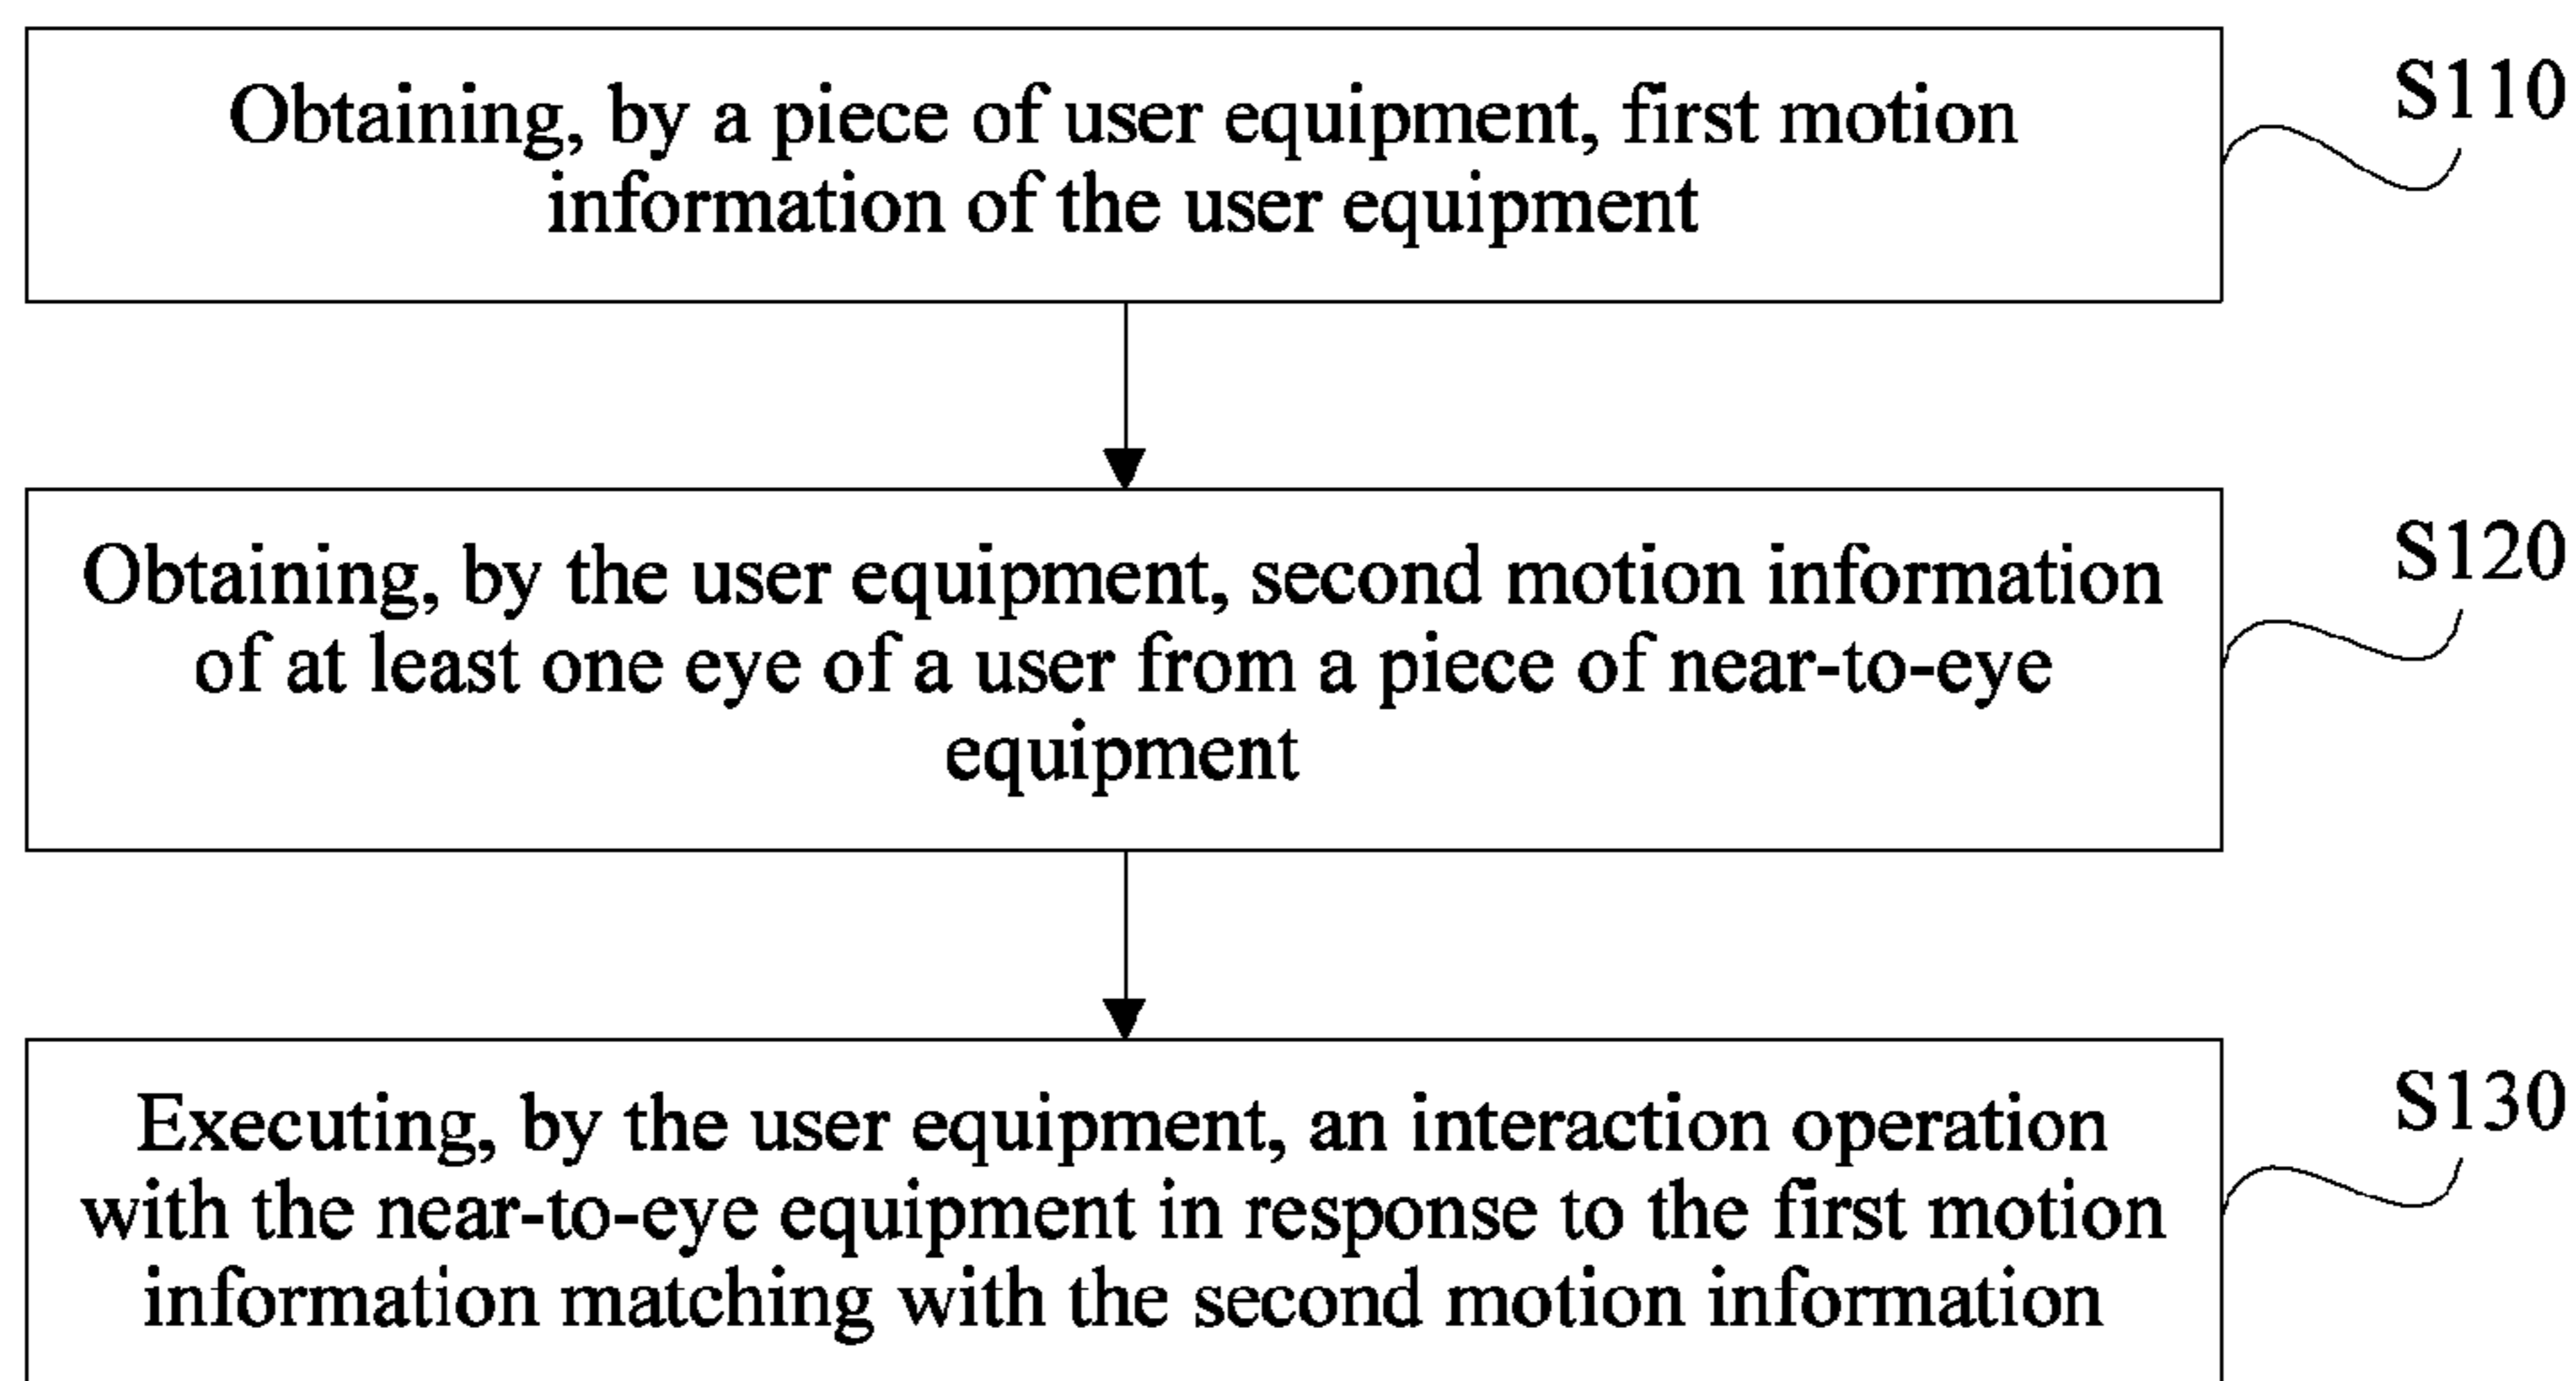 Obtaining, by a piece of user equipment, first motion
information of the user equipment
S110
Obtaining, by the user equipment, second motion information
of at least one eye of a user from a piece of near-to-eye
equipment
S120
Executing, by the user equipment, an interaction operation
with the near-to-eye equipment in response to the first motion
information matching with the second motion information
S130